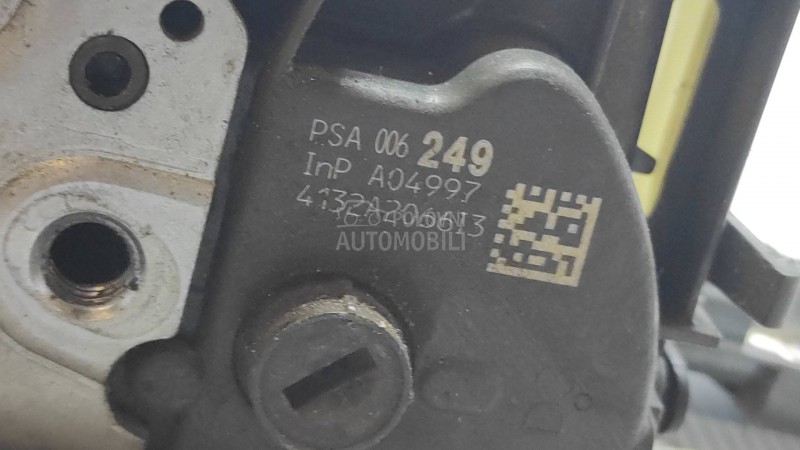 PSA 006 249
InP A04997
AUTOMOBILI